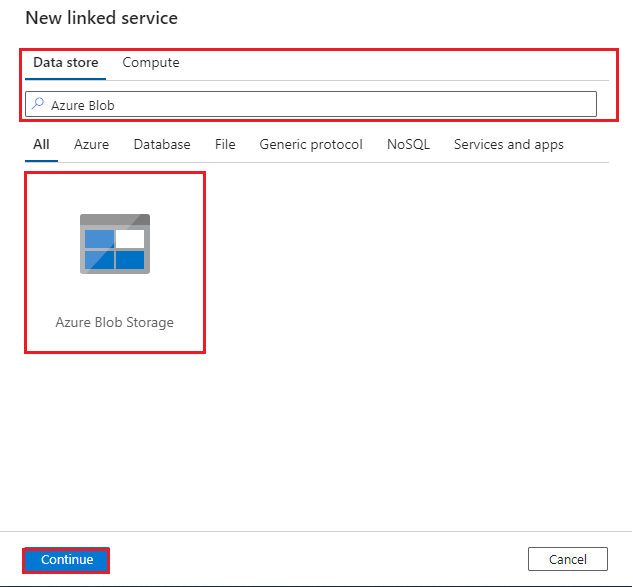 New linked service
Data store Compute
Azure Blob
All Azure Database File Generic protocol NoSQL Services and apps
Azure Blob Storage
Continue Cancel